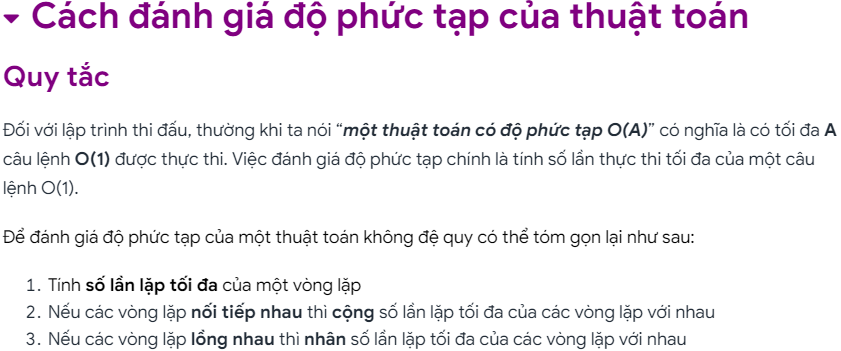 Cách đánh giá độ phức tạp của thuật toán
Quy tắc
Đối với lập trình thi đấu, thường khi ta nói “một thuật toán có độ phức tạp O(A)” có nghĩa là có tối đa A
câu lệnh O(1) được thực thi. Việc đánh giá độ phức tạp chính là tính số lần thực thi tối đa của một câu
lệnh O(1).
Để đánh giá độ phức tạp của một thuật toán không đệ quy có thể tóm gọn lại như sau:
1. Tính số lần lặp tối đa của một vòng lặp
2. Nếu các vòng lặp nối tiếp nhau thì cộng số lần lặp tối đa của các vòng lặp với nhau
3. Nếu các vòng lặp lồng nhau thì nhân số lần lặp tối đa của các vòng lặp với nhau